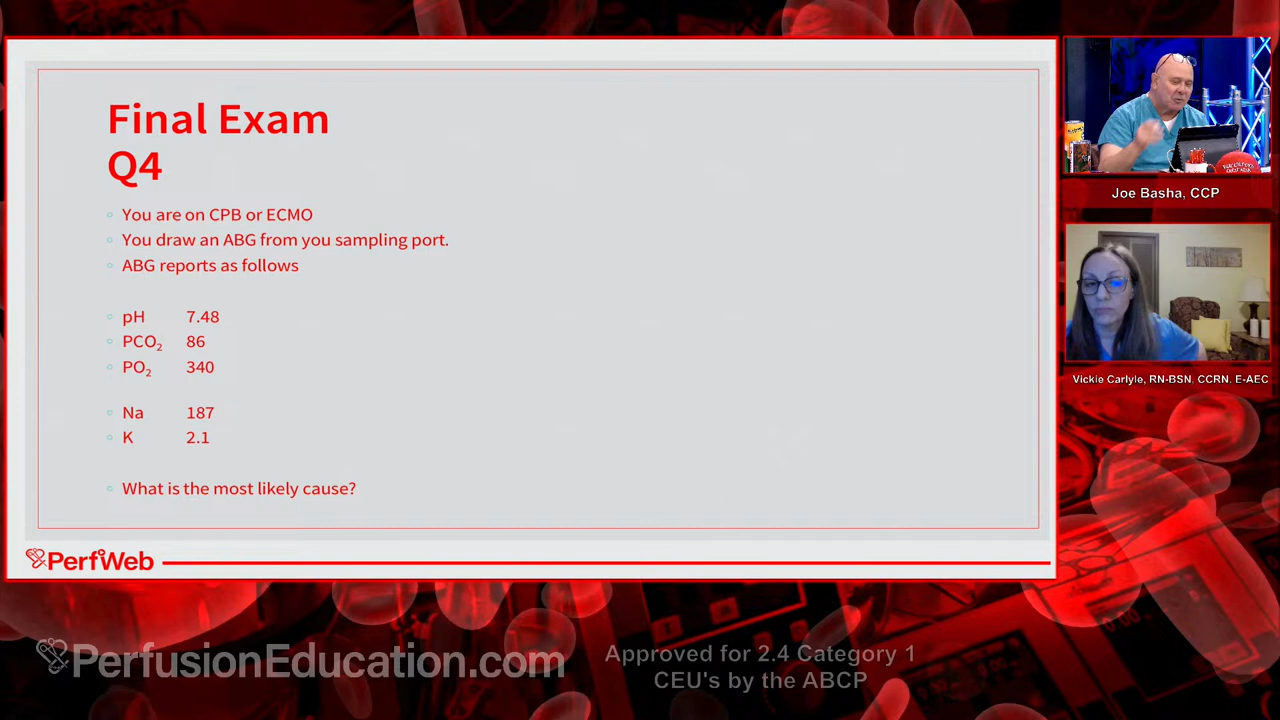 Final Exam
Q4
You are on CPB or ECMO
You draw an ABG from you sampling port.
ABG reports as follows
pH 7.48
PCO2 86
PO2 340
Na 187
K 2.1
What is the most likely cause?
PerfWeb
Joe Basha, CCP
Vickie Carlyle, RN-BSN, CCRN, E-AEC
PerfusionEducation.com
Approved for 2.4 Category 1
CEU's by the ABCP